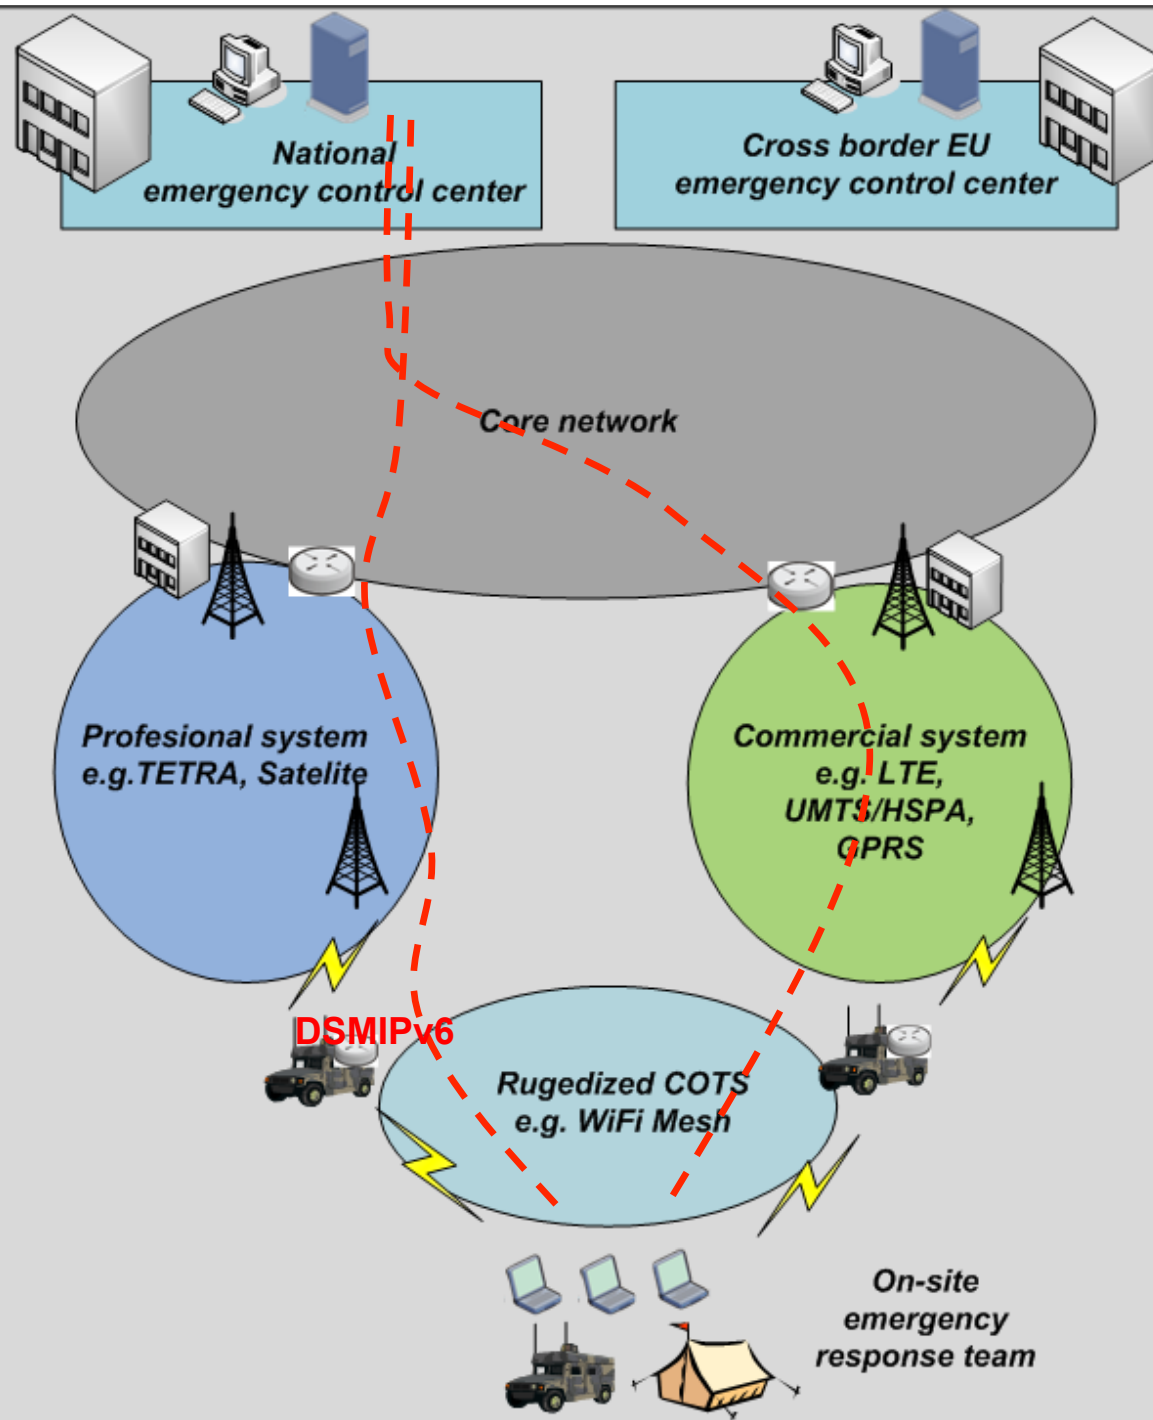 National
emergency control center
Cross border EU
emergency control center
Core network
Profesional system
e.g.TETRA, Satelite
Commercial system
e.g. LTE,
UMTS/HSPA,
GPRS
DSMIPv6
Rugedized COTS
e.g. WiFi Mesh
On-site
emergency
response team